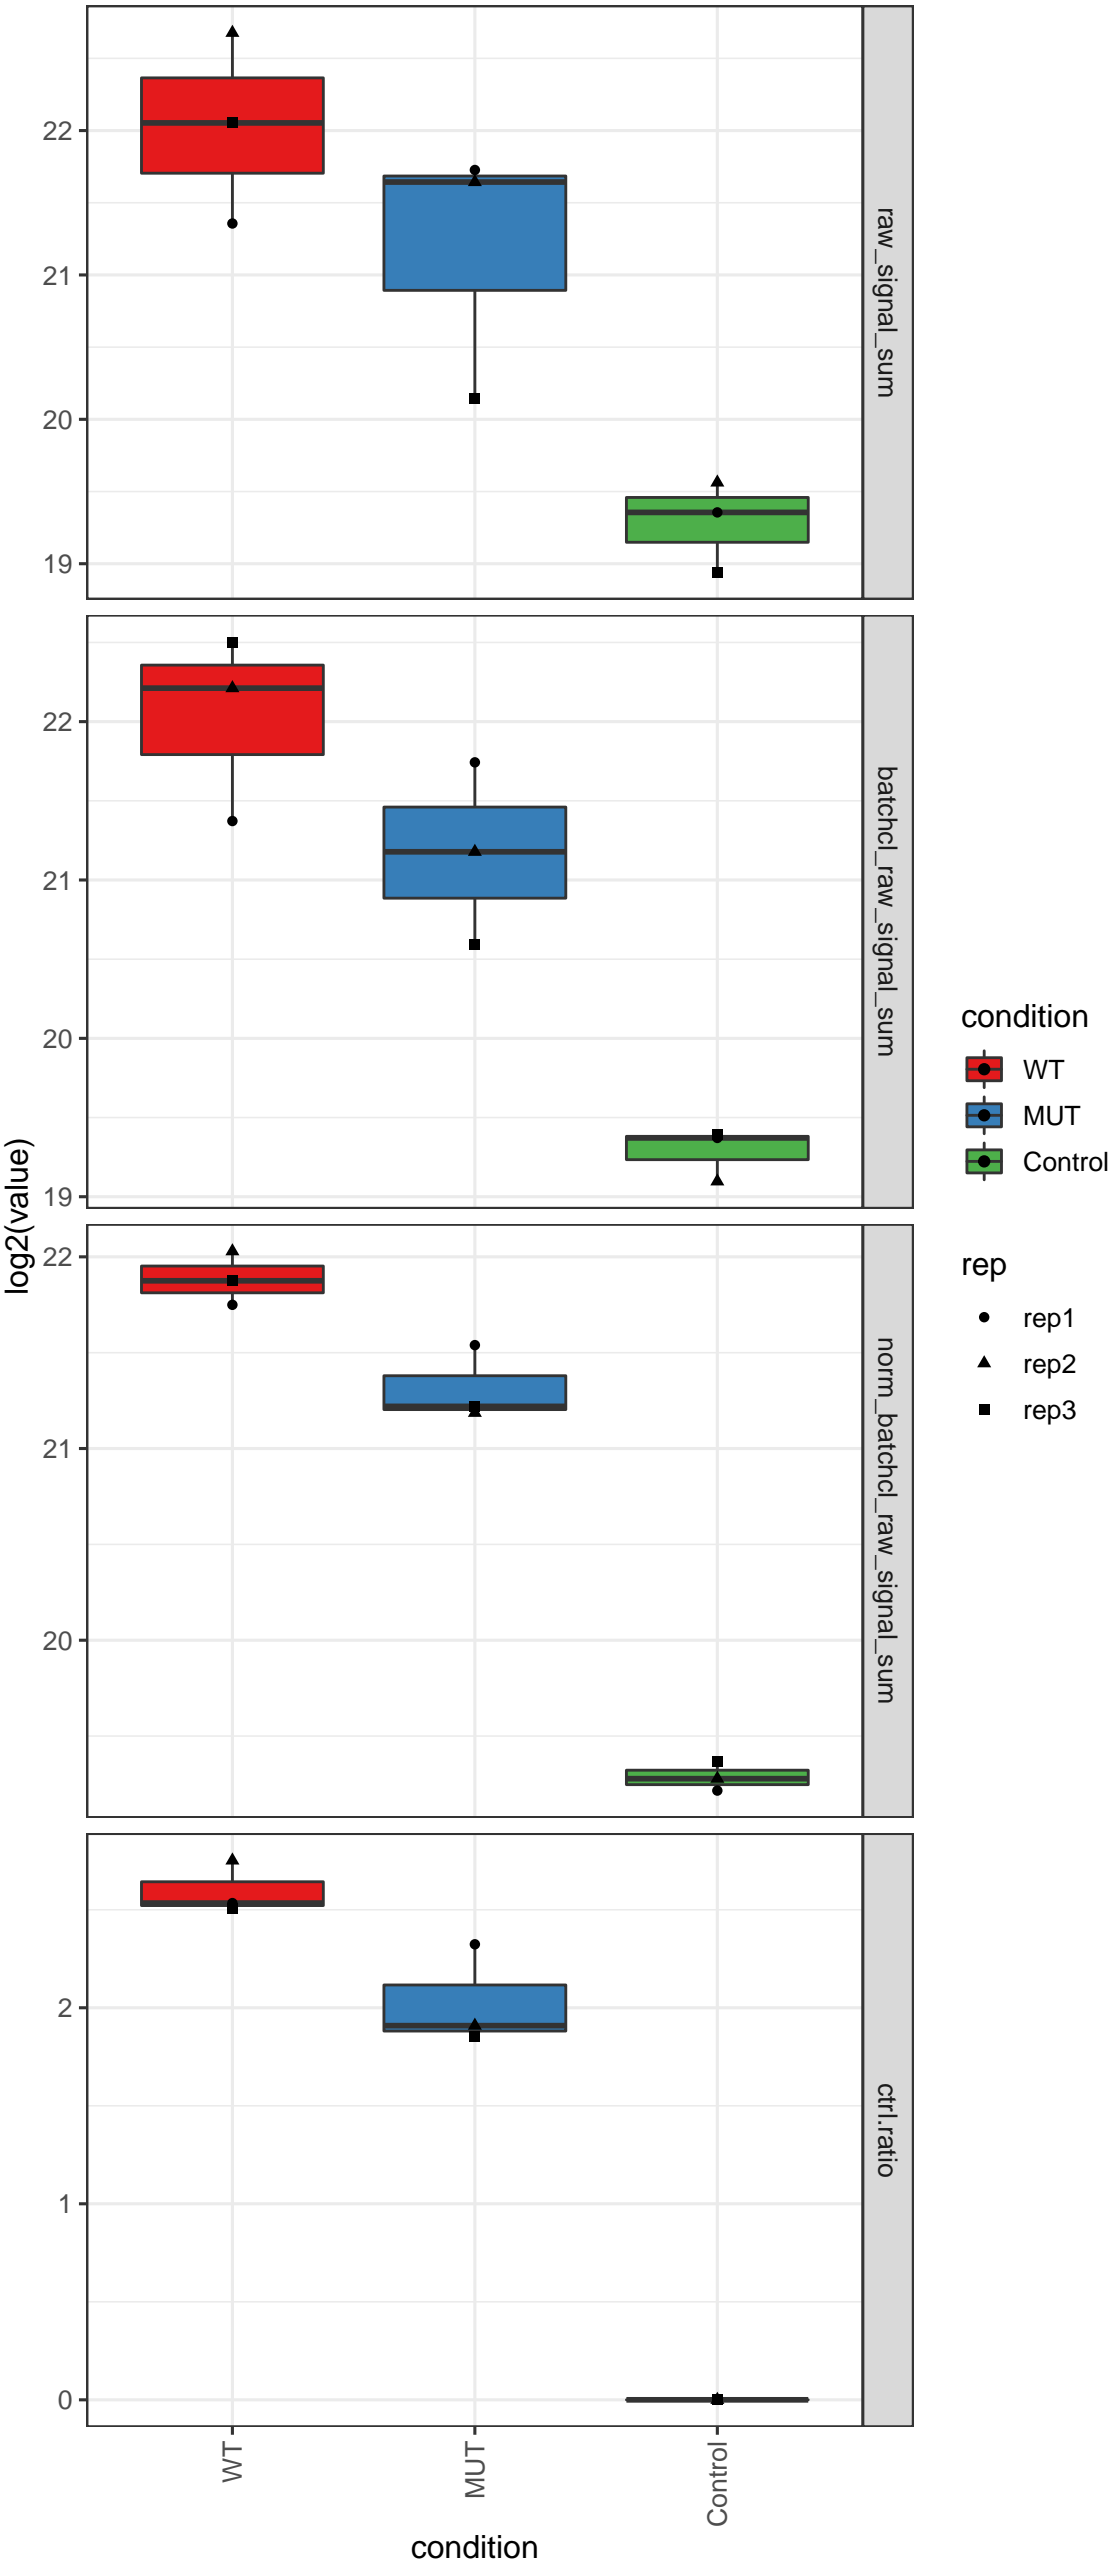 22
21
20
19
raw_signal_sum
22
21
20
19
batchcl_raw_signal_sum
22
21
20
norm_batchcl_raw_signal_sum
2
1
0
ctrl.ratio
log2(value)
WT
MUT
Control
condition
condition
WT
MUT
Control
rep
rep1
rep2
rep3